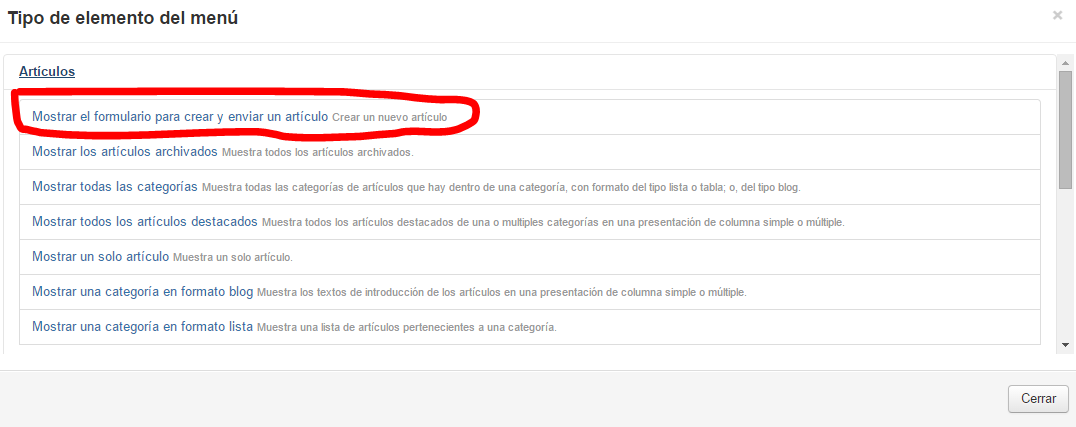 Tipo de elemento del menú
×
Artículos
Mostrar el formulario para crear y enviar un artículo Crear un nuevo artículo
Mostrar los artículos archivados Muestra todos los artículos archivados.
Mostrar todas las categorías Muestra todas las categorías de artículos que hay dentro de una categoría, con formato del tipo lista o tabla; o, del tipo blog.
Mostrar todos los artículos destacados Muestra todos los artículos destacados de una o multiples categorías en una presentación de columna simple o múltiple.
Mostrar un solo artículo Muestra un solo artículo.
Mostrar una categoría en formato blog Muestra los textos de introducción de los artículos en una presentación de columna simple o múltiple.
Mostrar una categoría en formato lista Muestra una lista de artículos pertenecientes a una categoría.
Cerrar